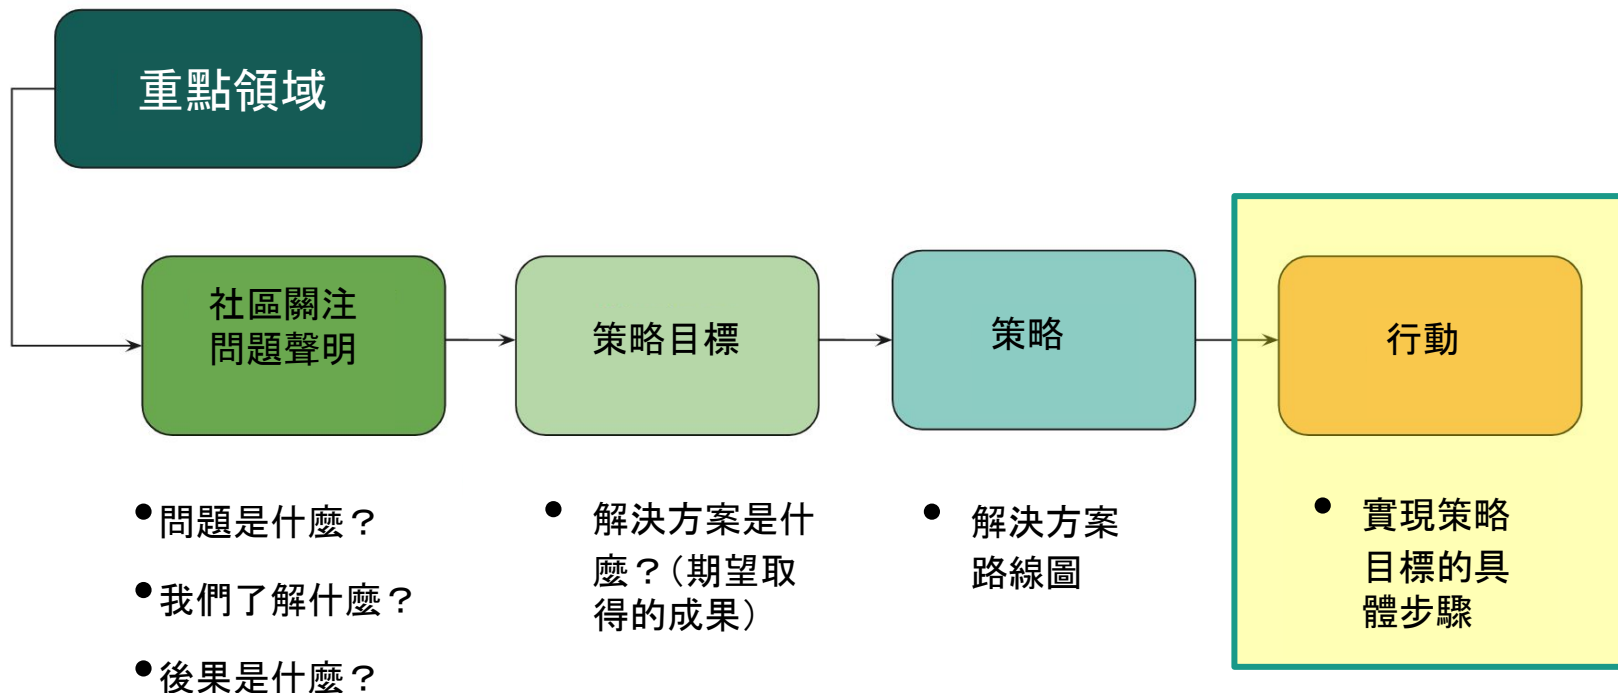 重點領域
社區關注
問題聲明
策略目標
策略
行動
•問題是什麼？
•我們了解什麼？
•後果是什麼？
• 解決方案是什
麼？(期望取
得的成果)
• 解決方案
路線圖
• 實現策略
目標的具
體步驟